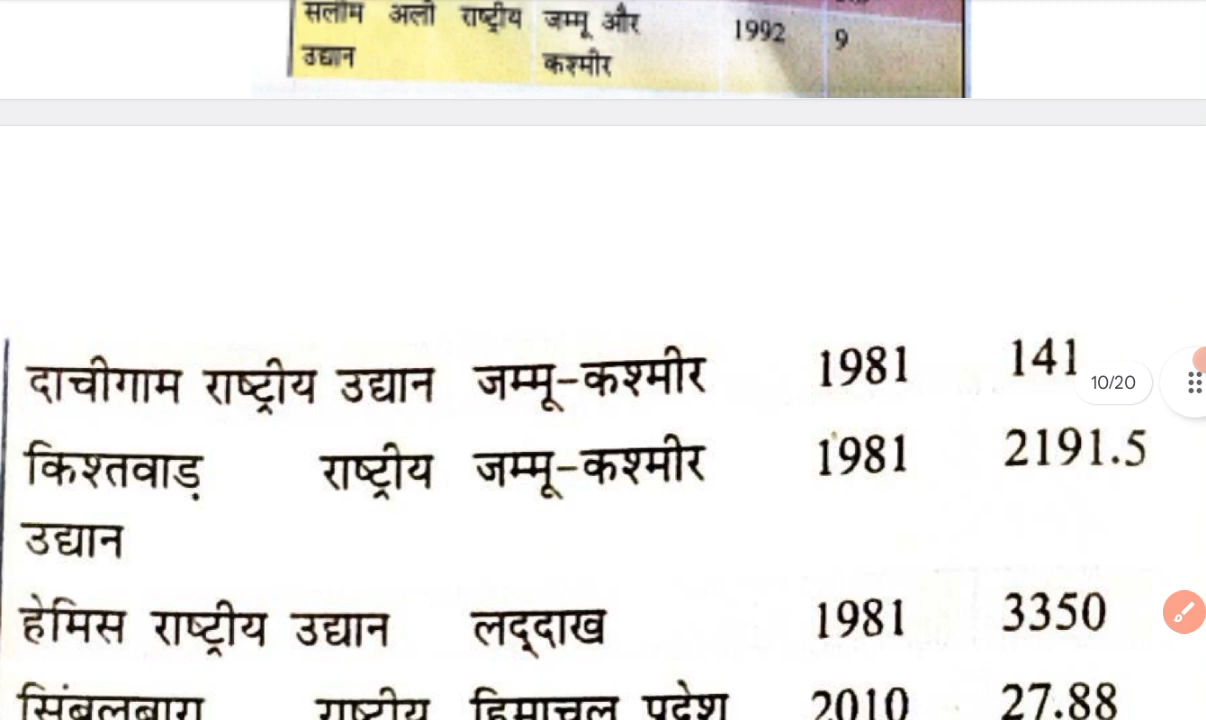 सलीम अली राष्ट्रीय जम्मू और 1992 9
उद्यान कश्मीर
दाचीगाम राष्ट्रीय उद्यान जम्मू-कश्मीर 1981 141
10/20
किश्तवाड़ राष्ट्रीय जम्मू-कश्मीर 1981 2191.5
उद्यान
हेमिस राष्ट्रीय उद्यान लद्दाख 1981 3350
सिंबलबारा राष्ट्रीय हिमाचल प्रदेश 2010 27.88